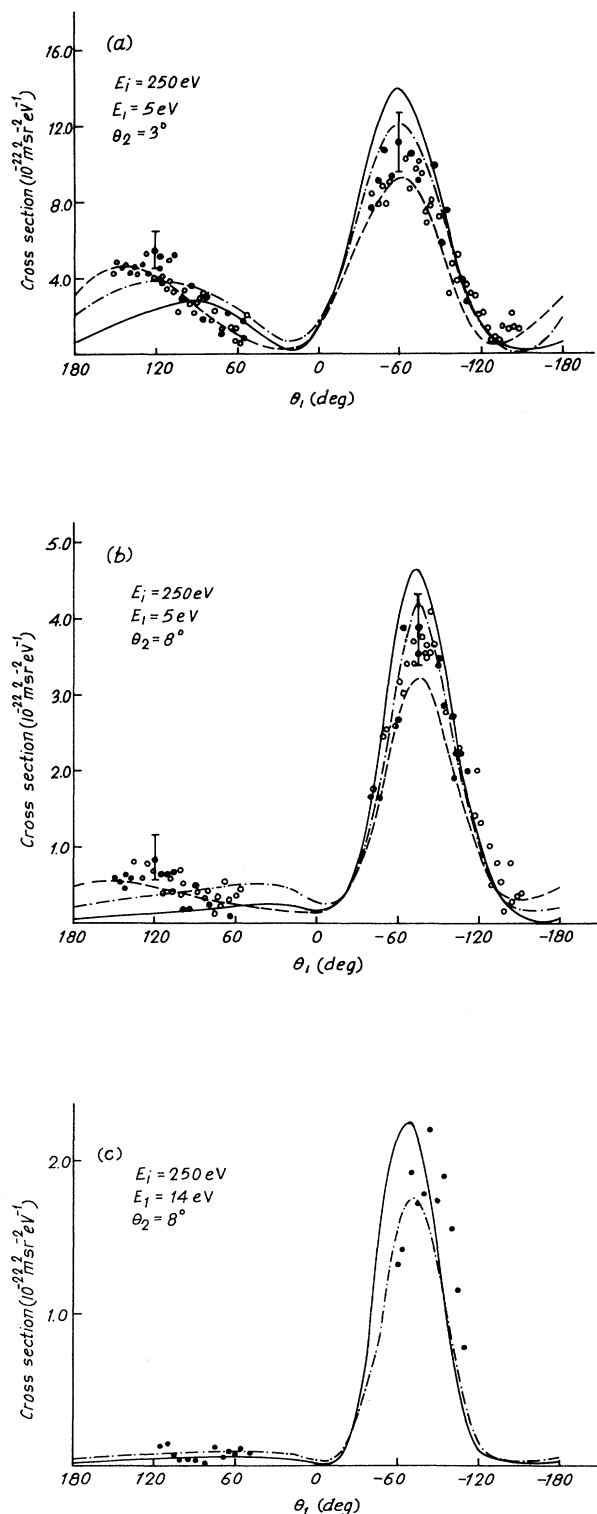 (a)
E_i = 250 eV
E_1 = 5 eV
θ_2 = 3°
Cross section (10^-22 m^2 sr^-2 eV^-1)
16.0
12.0
8.0
4.0
180 120 60 0 -60 -120 -180
θ_1 (deg)
(b)
E_i = 250 eV
E_1 = 5 eV
θ_2 = 8°
Cross section (10^-22 m^2 sr^-2 eV^-1)
5.0
4.0
3.0
2.0
1.0
180 120 60 0 -60 -120 -180
θ_1 (deg)
(c)
E_i = 250 eV
E_1 = 14 eV
θ_2 = 8°
Cross section (10^-22 m^2 sr^-2 eV^-1)
2.0
1.0
180 120 60 0 -60 -120 -180
θ_1 (deg)